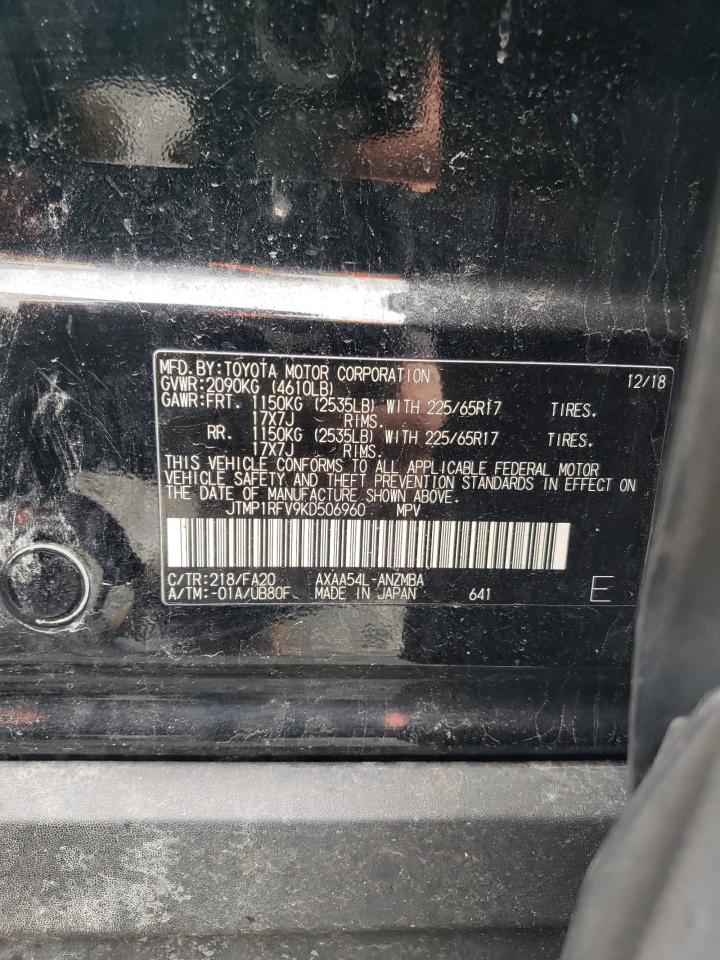 MFD.BY:TOYOTA MOTOR CORPORATION 12/18
GVWR:2090KG (4610LB)
GAWR:FRT. 1150KG (2535LB) WITH 225/65R17 TIRES.
17X7J RIMS.
RR. 1150KG (2535LB) WITH 225/65R17 TIRES.
17X7J RIMS.
THIS VEHICLE CONFORMS TO ALL APPLICABLE FEDERAL MOTOR
VEHICLE SAFETY AND THEFT PREVENTION STANDARDS IN EFFECT ON
THE DATE OF MANUFACTURE SHOWN ABOVE.
JTMP1RFV9KD506960 MPV
C/TR:218/FA20 AXAA54L-ANZMBA
A/TM:-01A/UB80F MADE IN JAPAN 641 E